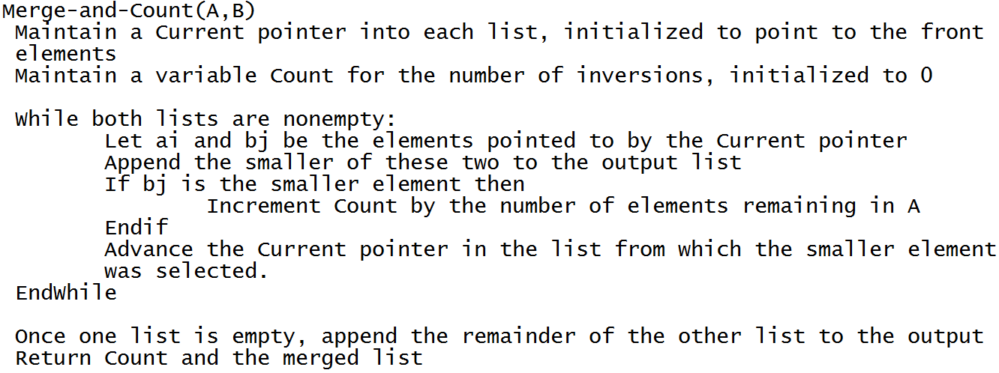 Merge-and-Count(A,B)
Maintain a Current pointer into each list, initialized to point to the front
elements
Maintain a variable Count for the number of inversions, initialized to 0
While both lists are nonempty:
Let ai and bj be the elements pointed to by the Current pointer
Append the smaller of these two to the output list
If bj is the smaller element then
Increment Count by the number of elements remaining in A
Endif
Advance the Current pointer in the list from which the smaller element
was selected.
EndWhile
Once one list is empty, append the remainder of the other list to the output
Return Count and the merged list